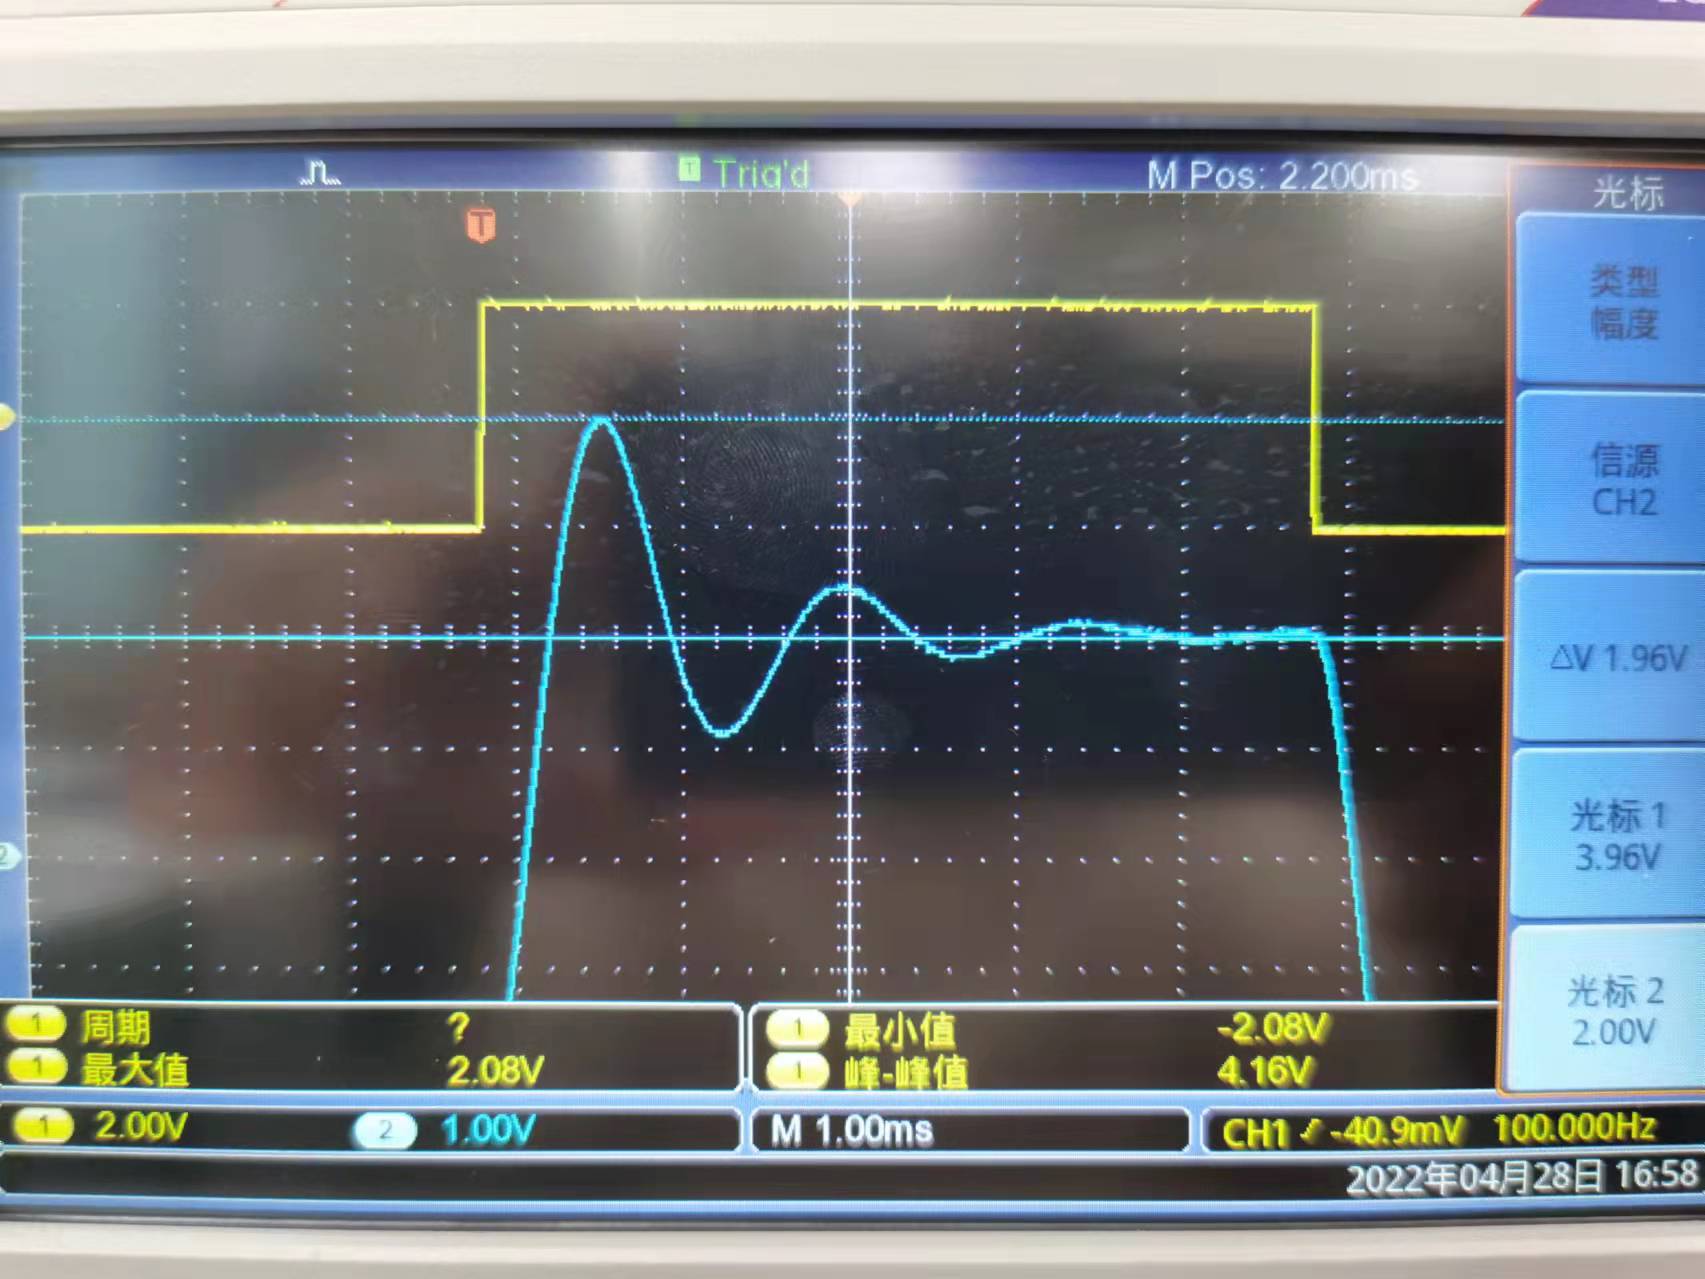 T Trig'd
M Pos: 2.200ms
光标
T
类型
幅度
信源
CH2
△V 1.96V
光标 1
3.96V
光标 2
2.00V
2
1 周期 ?
1 最大值 2.08V
1 最小值 -2.08V
1 峰-峰值 4.16V
1 2.00V 2 1.00V
M 1.00ms
CH1 -40.9mV 100.000Hz
2022年04月28日 16:58